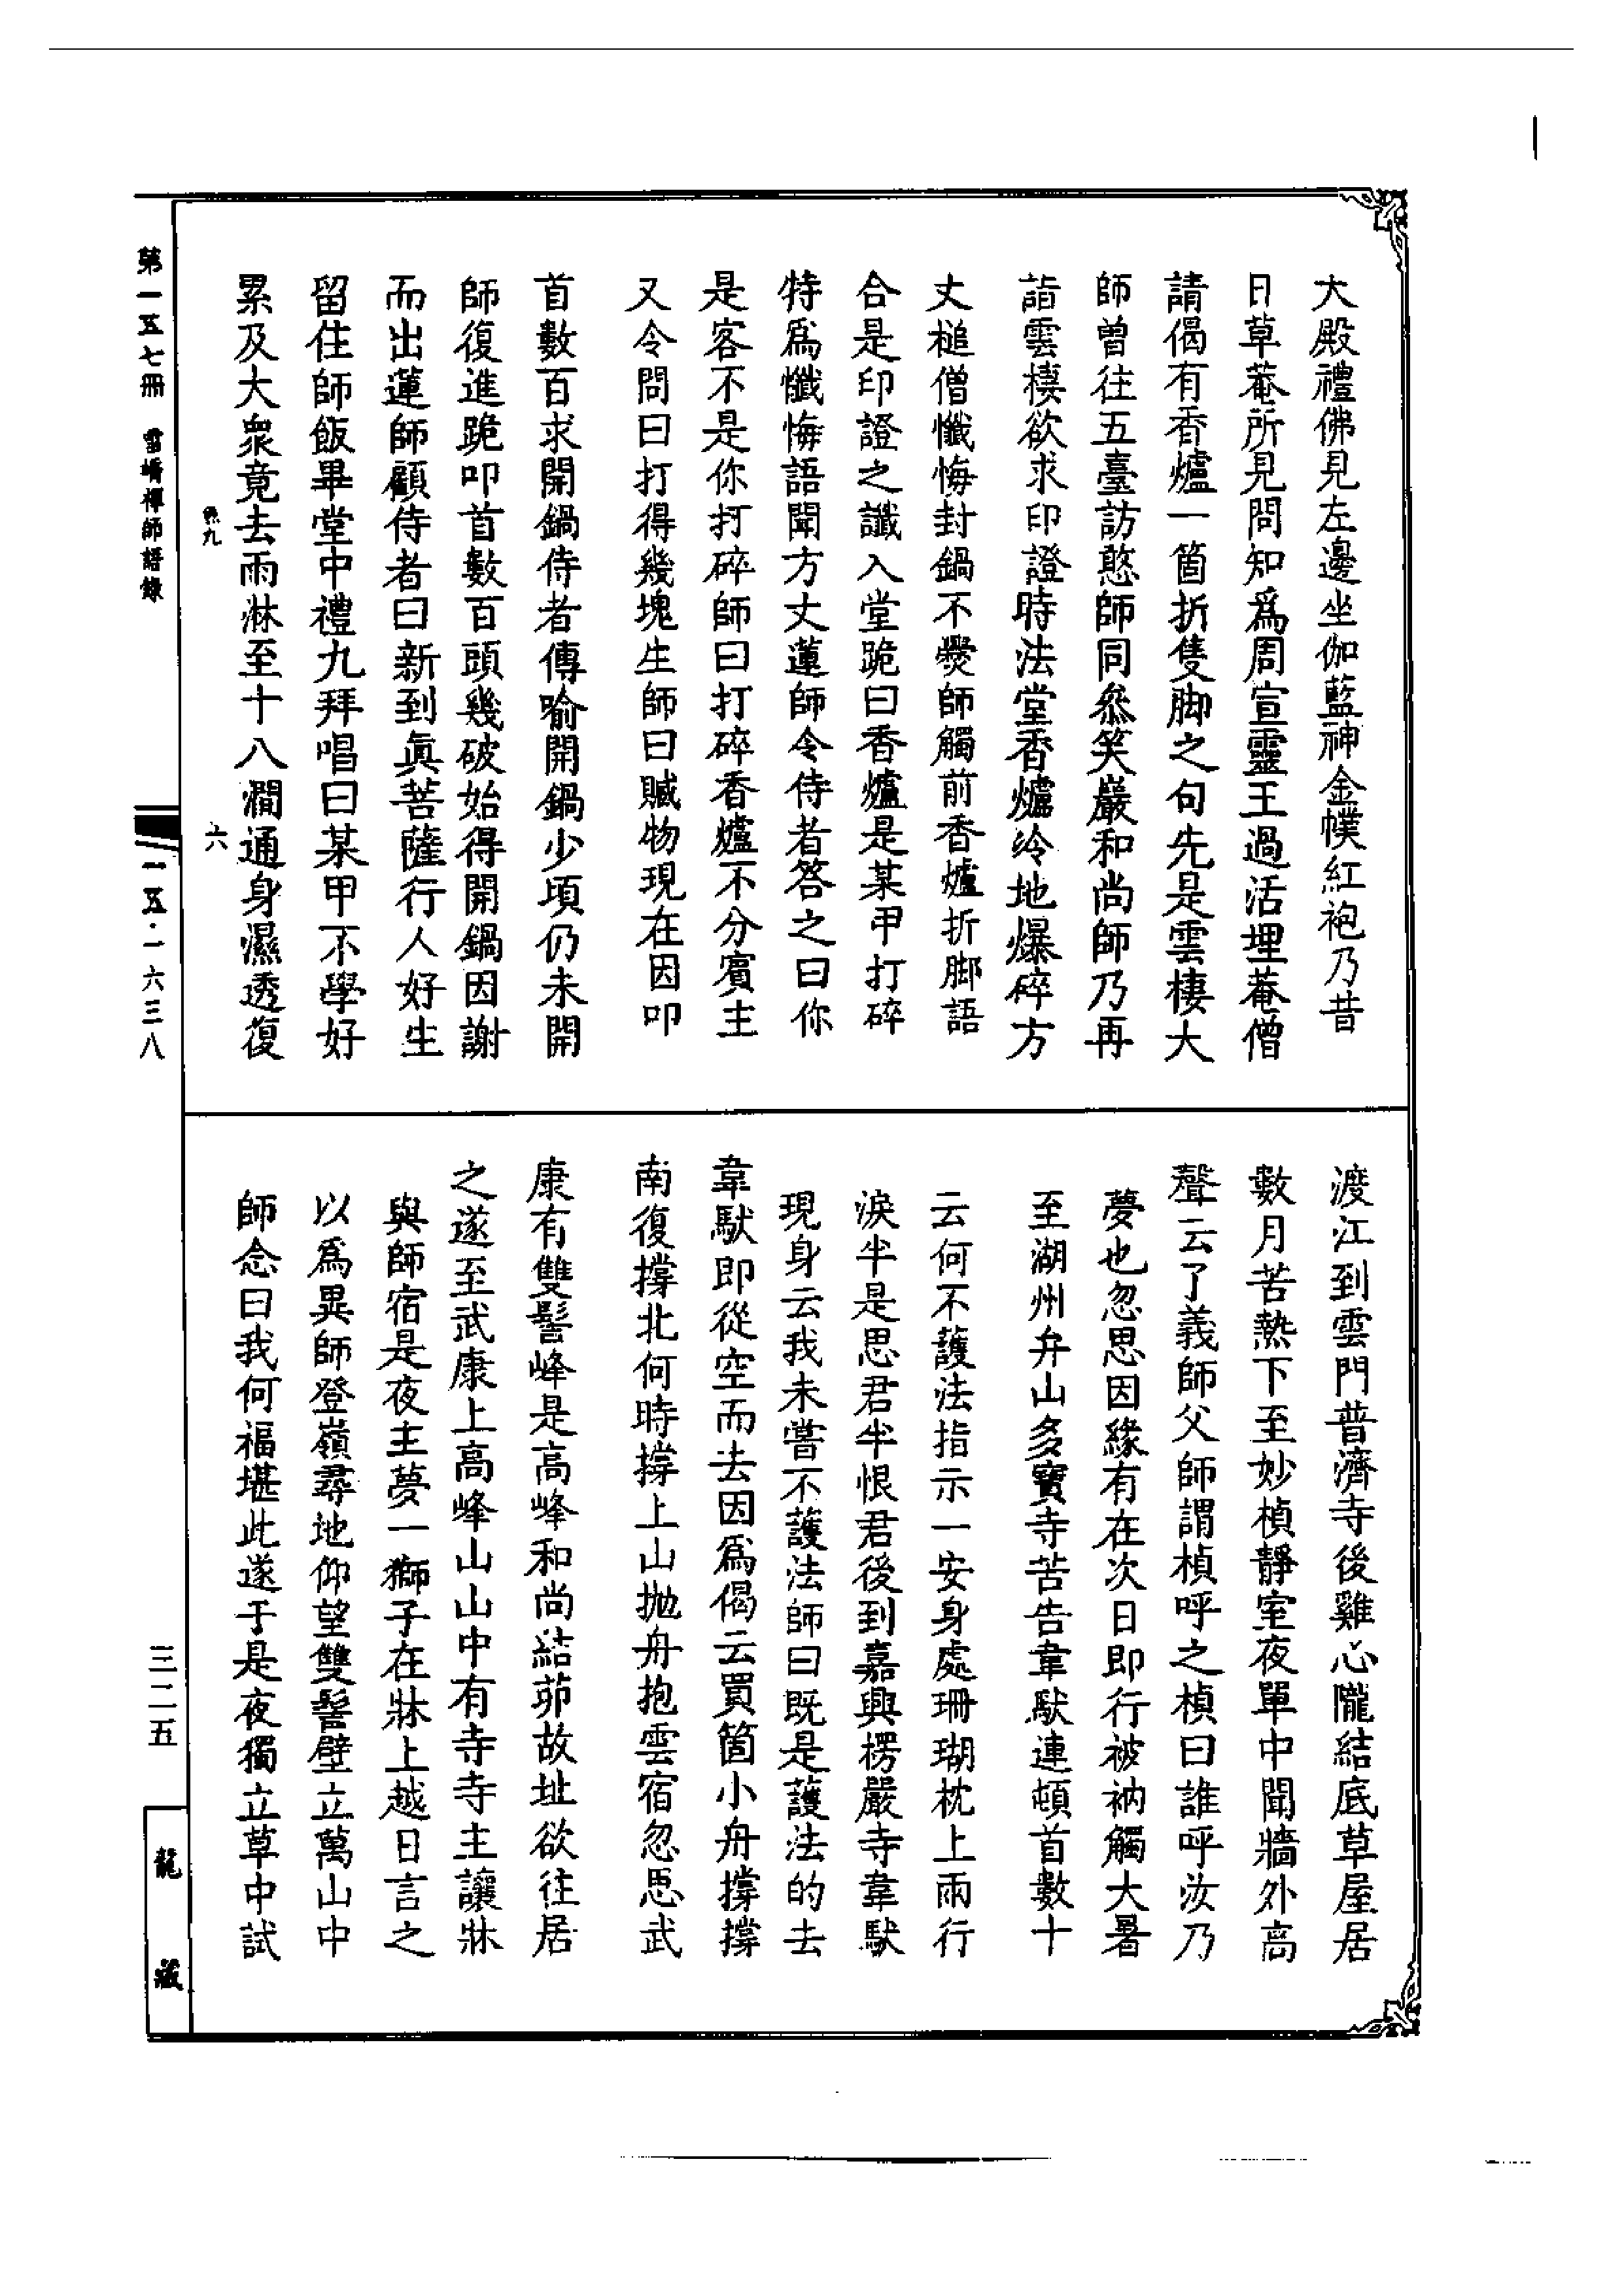 大殿禮佛見左邊坐伽藍神金幞紅袍乃昔
日草菴所見問知爲周宣靈王過活埋菴僧
請偈有香爐一箇折隻脚之句先是雲棲大
師曾往五臺訪憨師同叅笑巖和尚師乃再
詣雲棲欲求印證時法堂香爐約地爆碎方
丈槌僧懺悔封鍋不爨師觸前香爐折脚語
合是印證之讖入堂跪曰香爐是某甲打碎
特爲懺悔語聞方丈蓮師令侍者答之曰你
是客不是你打碎師曰打碎香爐不分賓主
又令問曰打得幾塊生師曰贓物現在因叩
首數百求開鍋侍者傳喻開鍋少頃仍未開
師復進跪叩首數百頭幾破始得開鍋因謝
而出蓮師顧侍者曰新到眞菩薩行人好生
留住師飯畢堂中禮九拜唱曰某甲不學好
累及大衆竟去雨淋至十八澗通身濕透復
渡江到雲門普濟寺後雞心隴結底草屋居
數月苦熱下至妙楨靜室夜單中聞牆外高
聲云了義師父師謂楨呼之楨曰誰呼汝乃
夢也忽思因緣有在次日即行被衲觸大暑
至湖州弁山多寶寺苦告韋馱連頓首數十
云何不護法指示一安身處珊瑚枕上兩行
淚半是思君半恨君後到嘉興楞嚴寺韋馱
現身云我未嘗不護法師曰既是護法的去
韋馱即從空而去因爲偈云買箇小舟撐撐
南復撐北何時撐上山拋舟抱雲宿忽思武
康有雙髻峰是高峰和尚結茆故址欲往居
之遂至武康上高峰山山中有寺寺主讓牀
與師宿是夜主夢一獅子在牀上越日言之
以爲異師登嶺尋地仰望雙髻壁立萬山中
師念曰我何福堪此遂于是夜獨立草中試
第一五七冊 雪嶠禪師語錄
六
一五·一六三八
三二五
龍藏